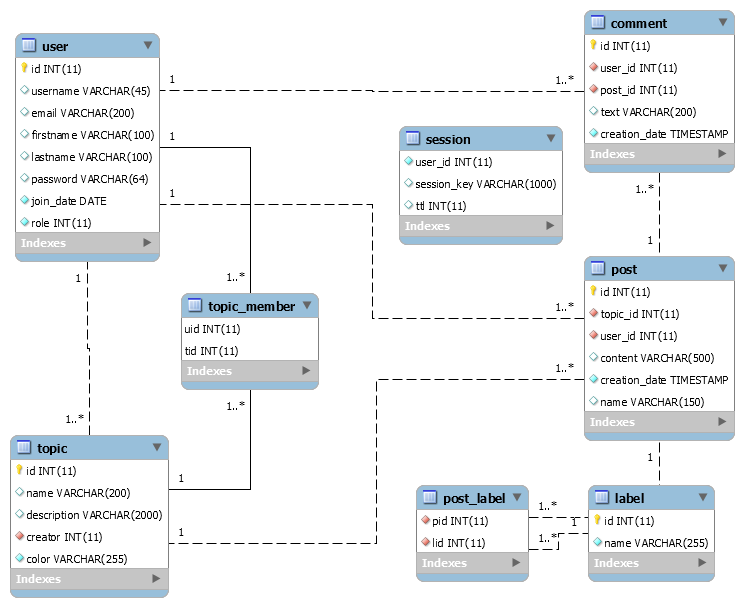 user
id INT(11)
username VARCHAR(45)
email VARCHAR(200)
firstname VARCHAR(100)
lastname VARCHAR(100)
password VARCHAR(64)
join_date DATE
role INT(11)
Indexes
comment
id INT(11)
user_id INT(11)
post_id INT(11)
text VARCHAR(200)
creation_date TIMESTAMP
Indexes
session
user_id INT(11)
session_key VARCHAR(1000)
ttl INT(11)
Indexes
topic_member
uid INT(11)
tid INT(11)
Indexes
post
id INT(11)
topic_id INT(11)
user_id INT(11)
content VARCHAR(500)
creation_date TIMESTAMP
name VARCHAR(150)
Indexes
topic
id INT(11)
name VARCHAR(200)
description VARCHAR(2000)
creator INT(11)
color VARCHAR(255)
Indexes
post_label
pid INT(11)
lid INT(11)
Indexes
label
id INT(11)
name VARCHAR(255)
Indexes
1
1..*
1
1..*
1
1..*
1
1..*
1..*
1
1..*
1
1..*
1
1
1..*
1
1..*